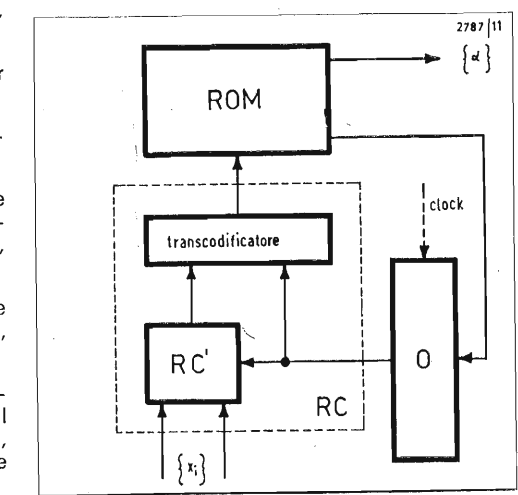 2787/11
{α}
ROM
clock
transcodificatore
RC'
O
RC
{xi}